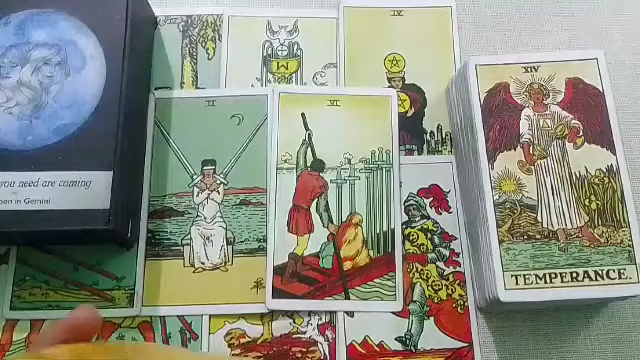 you need are coming
oon in Gemini
II
VI
IV
XIV
TEMPERANCE.